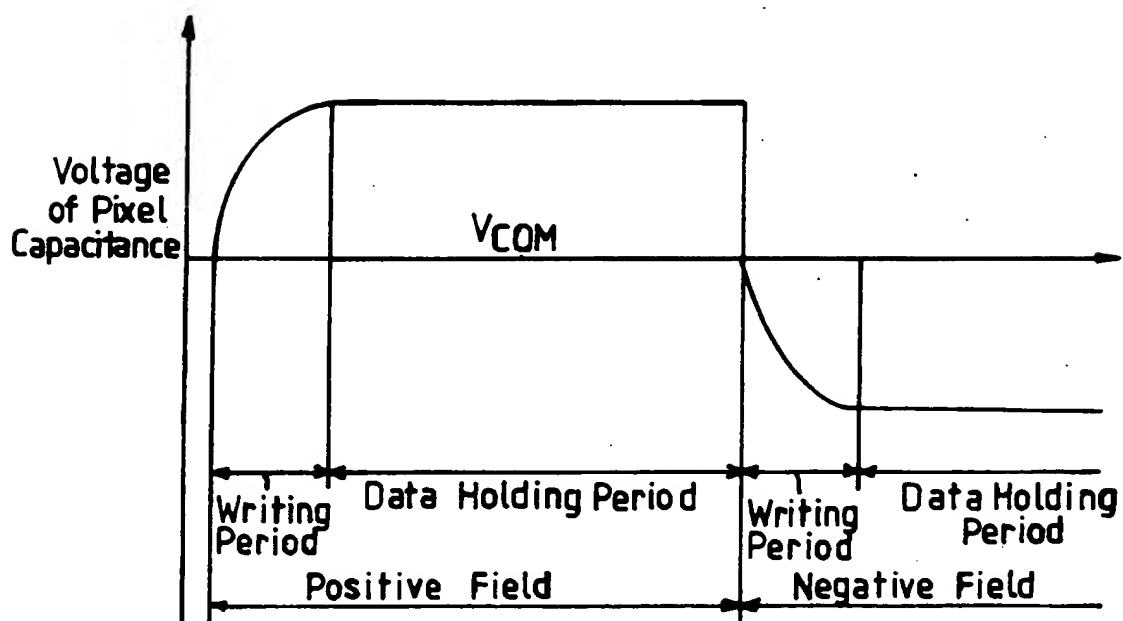 Voltage
of Pixel
Capacitance
VCOM
Writing
Period
Data Holding Period
Writing
Period
Data Holding
Period
Positive Field
Negative Field